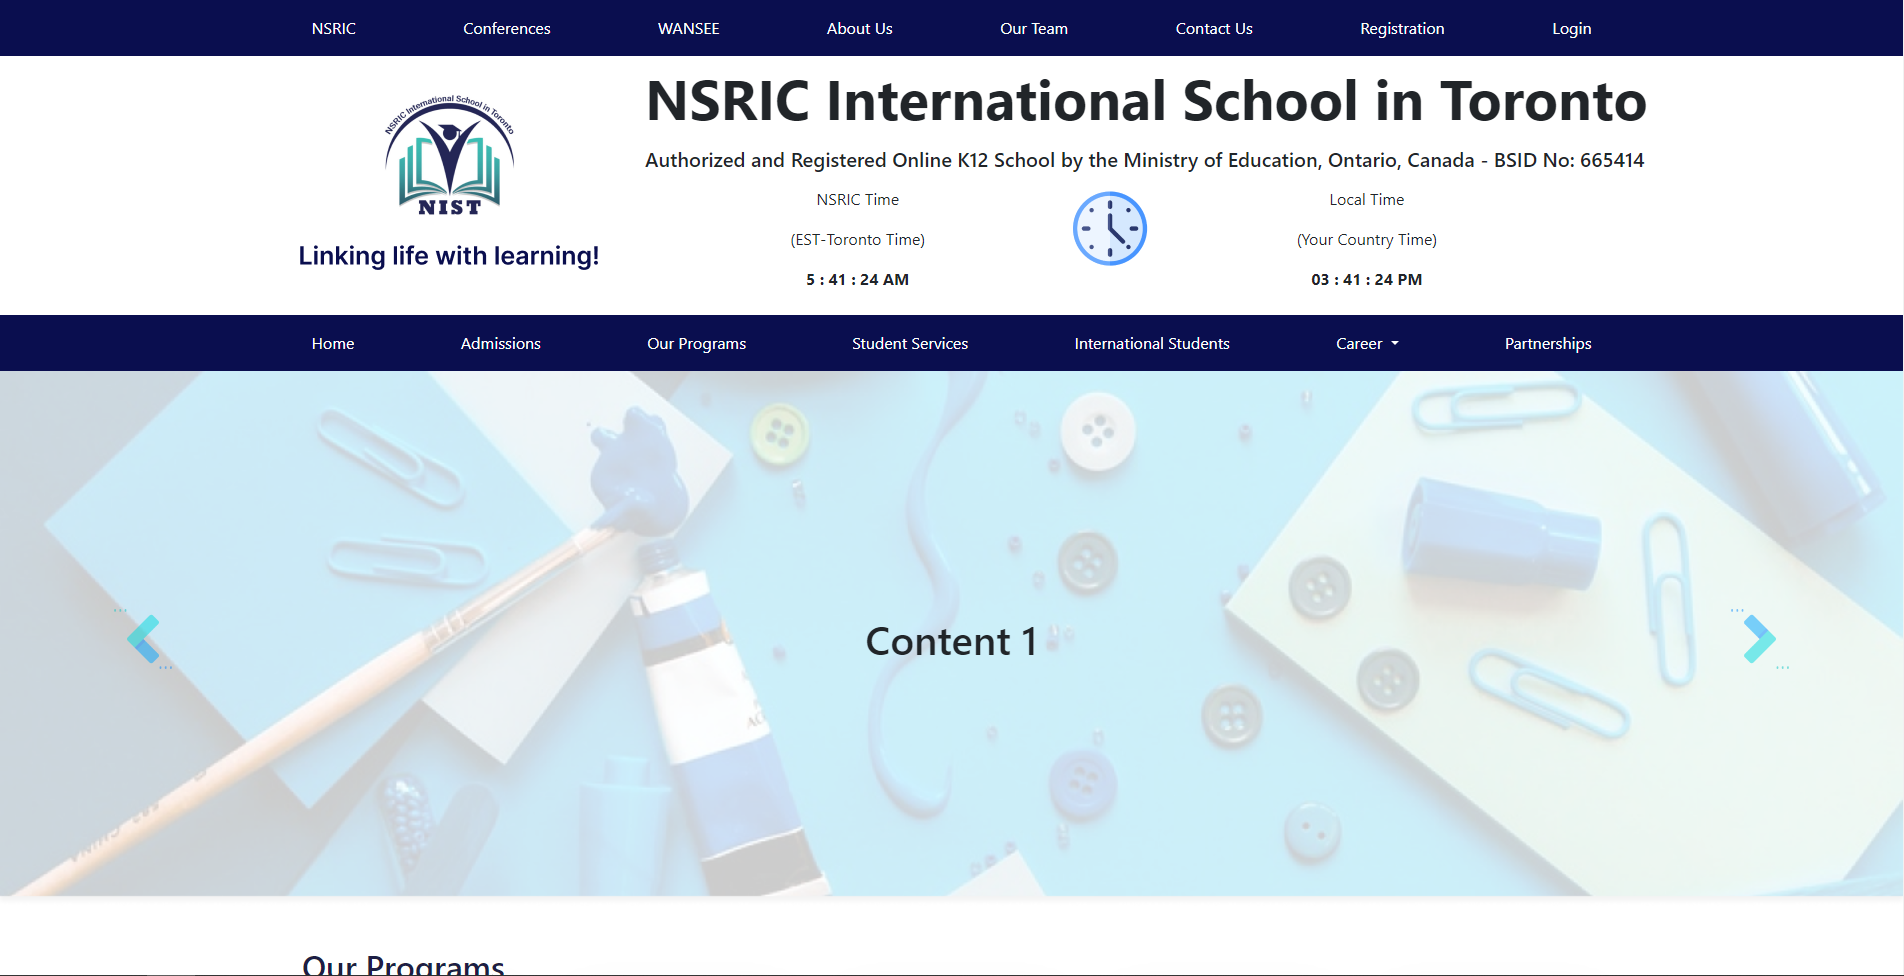 NSRIC Conferences WANSEE About Us Our Team Contact Us Registration Login
NSRIC International School in Toronto
NIST
Linking life with learning!
NSRIC International School in Toronto
Authorized and Registered Online K12 School by the Ministry of Education, Ontario, Canada - BSID No: 665414
NSRIC Time
(EST-Toronto Time)
5 : 41 : 24 AM
Local Time
(Your Country Time)
03 : 41 : 24 PM
Home Admissions Our Programs Student Services International Students Career Partnerships
Content 1
Our Programs